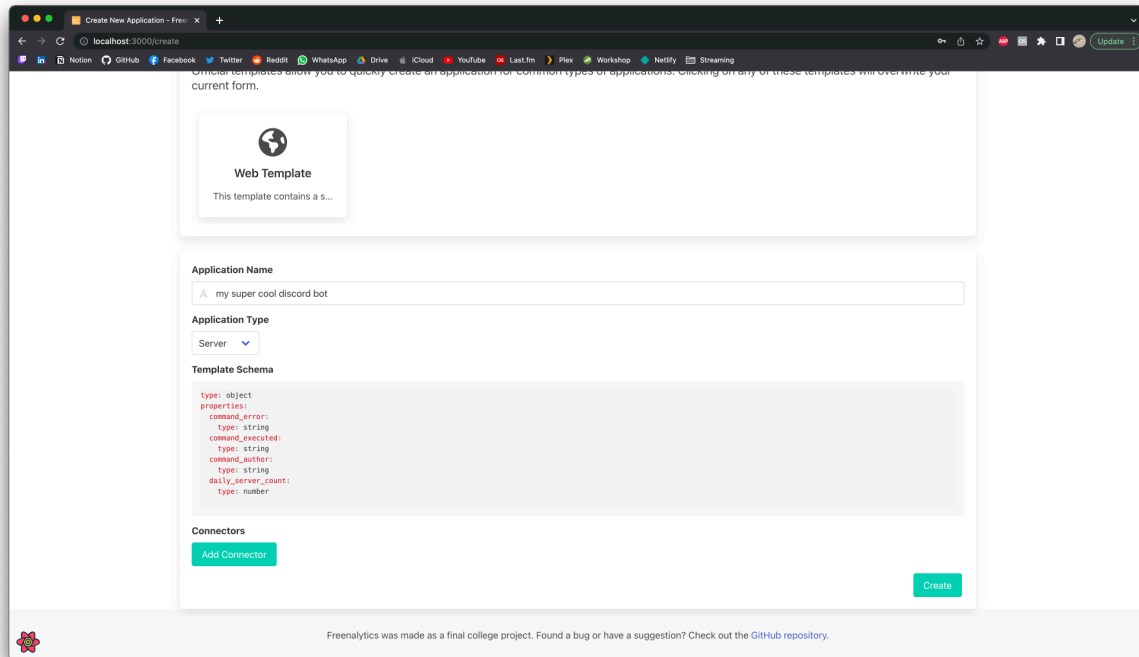 Create New Application - Free
localhost:3000/create
Update
Notion GitHub Facebook Twitter Reddit WhatsApp Drive iCloud YouTube Last.fm Plex Workshop Netlify Streaming
Official templates allow you to quickly create an application for common types of applications. Clicking on any of these templates will overwrite your
current form.
Web Template
This template contains a s...
Application Name
my super cool discord bot
Application Type
Server
Template Schema
type: object
properties:
command_error:
type: string
command_executed:
type: string
command_author:
type: string
daily_server_count:
type: number
Connectors
Add Connector
Create
Freenalytics was made as a final college project. Found a bug or have a suggestion? Check out the GitHub repository.